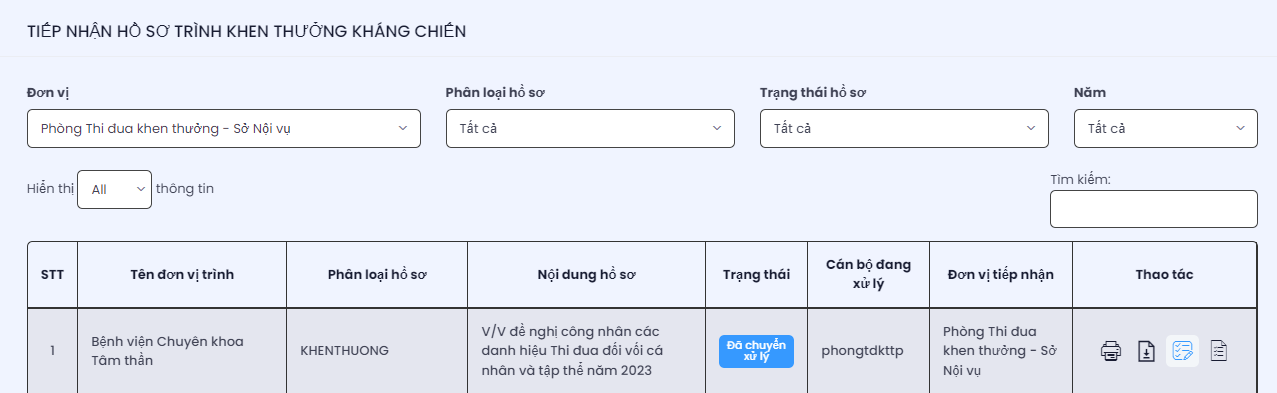 TIẾP NHẬN HỒ SƠ TRÌNH KHEN THƯỞNG KHÁNG CHIẾN
Đơn vị
Phân loại hồ sơ
Trạng thái hồ sơ
Năm
Phòng Thi đua khen thưởng - Sở Nội vụ
Tất cả
Tất cả
Tất cả
Hiển thị All thông tin
Tìm kiếm:
STT
Tên đơn vị trình
Phân loại hồ sơ
Nội dung hồ sơ
Trạng thái
Cán bộ đang
xử lý
Đơn vị tiếp nhận
Thao tác
1
Bệnh viện Chuyên khoa
Tâm thần
KHENTHUONG
V/V đề nghị công nhân các
danh hiệu Thi đua đối vối cá
nhân và tập thể năm 2023
Đã chuyển
xử lý
phongtdkttp
Phòng Thi đua
khen thưởng - Sở
Nội vụ